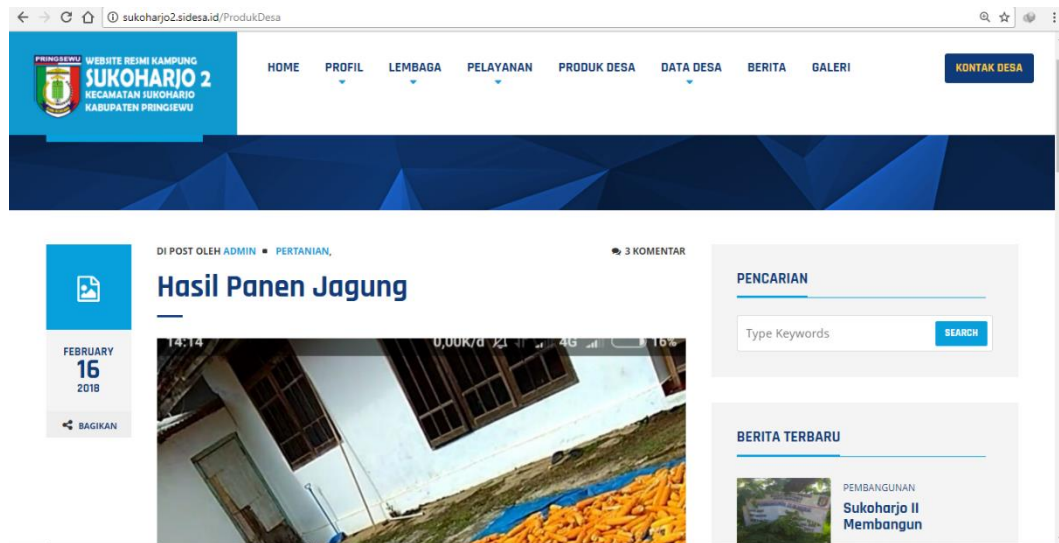 sukoharjo2.sidesa.id/ProdukDesa
PRINGSEWU
WEBSITE RESMI KAMPUNG
SUKOHARJO 2
KECAMATAN SUKOHARJO
KABUPATEN PRINGSEWU
HOME PROFIL LEMBAGA PELAYANAN PRODUK DESA DATA DESA BERITA GALERI
KONTAK DESA
DI POST OLEH ADMIN ▪ PERTANIAN,
3 KOMENTAR
Hasil Panen Jagung
FEBRUARY
16
2018
BAGIKAN
14:14 0,00K/d 4G 16%
PENCARIAN
Type Keywords SEARCH
BERITA TERBARU
PEMBANGUNAN
Sukoharjo II
Membangun